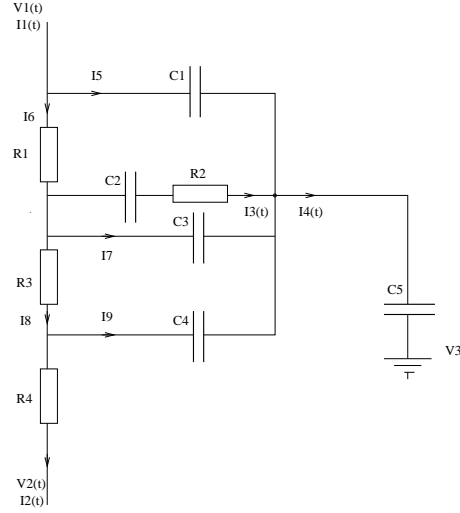 V1(t)
I1(t)
I5
C1
I6
R1
C2
R2
I3(t)
I4(t)
C3
I7
R3
C5
I8
I9
C4
V3
R4
V2(t)
I2(t)